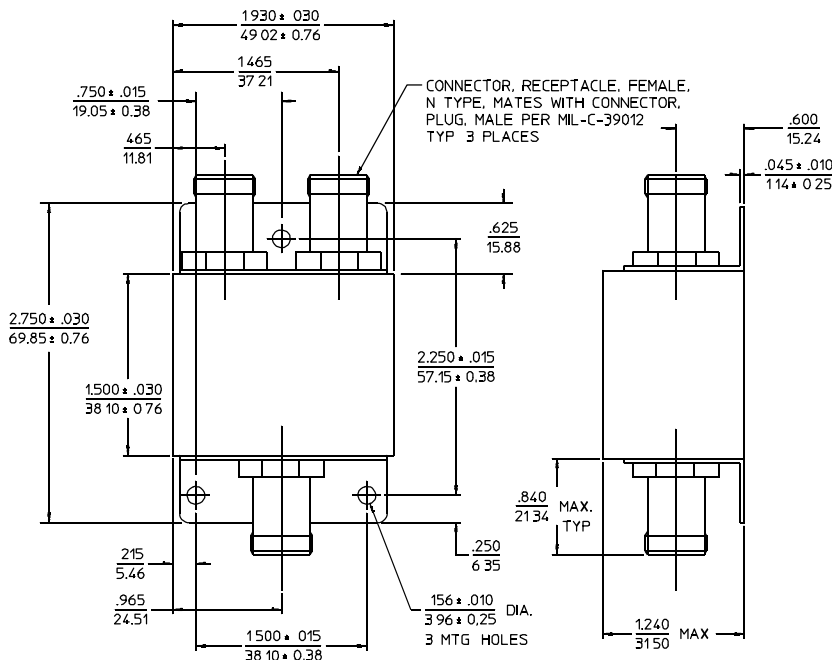 1930 ± 030
49 02 ± 0.76
1 465
37 21
.750 ± .015
19.05 ± 0.38
465
11.81
CONNECTOR, RECEPTACLE, FEMALE,
N TYPE, MATES WITH CONNECTOR,
PLUG, MALE PER MIL-C-39012
TYP 3 PLACES
.600
15.24
.045 ± .010
1 14 ± 0 25
.625
15.88
2.750 ± .030
69.85 ± 0.76
2.250 ± .015
57.15 ± 0.38
1.500 ± .030
38 10 ± 0 76
.840
21 34
MAX.
TYP
215
5.46
.250
6 35
.965
24.51
156 ± .010
3 96 ± 0,25
DIA.
3 MTG HOLES
1500 ± 015
38 10 ± 0.38
1.240
31 50
MAX